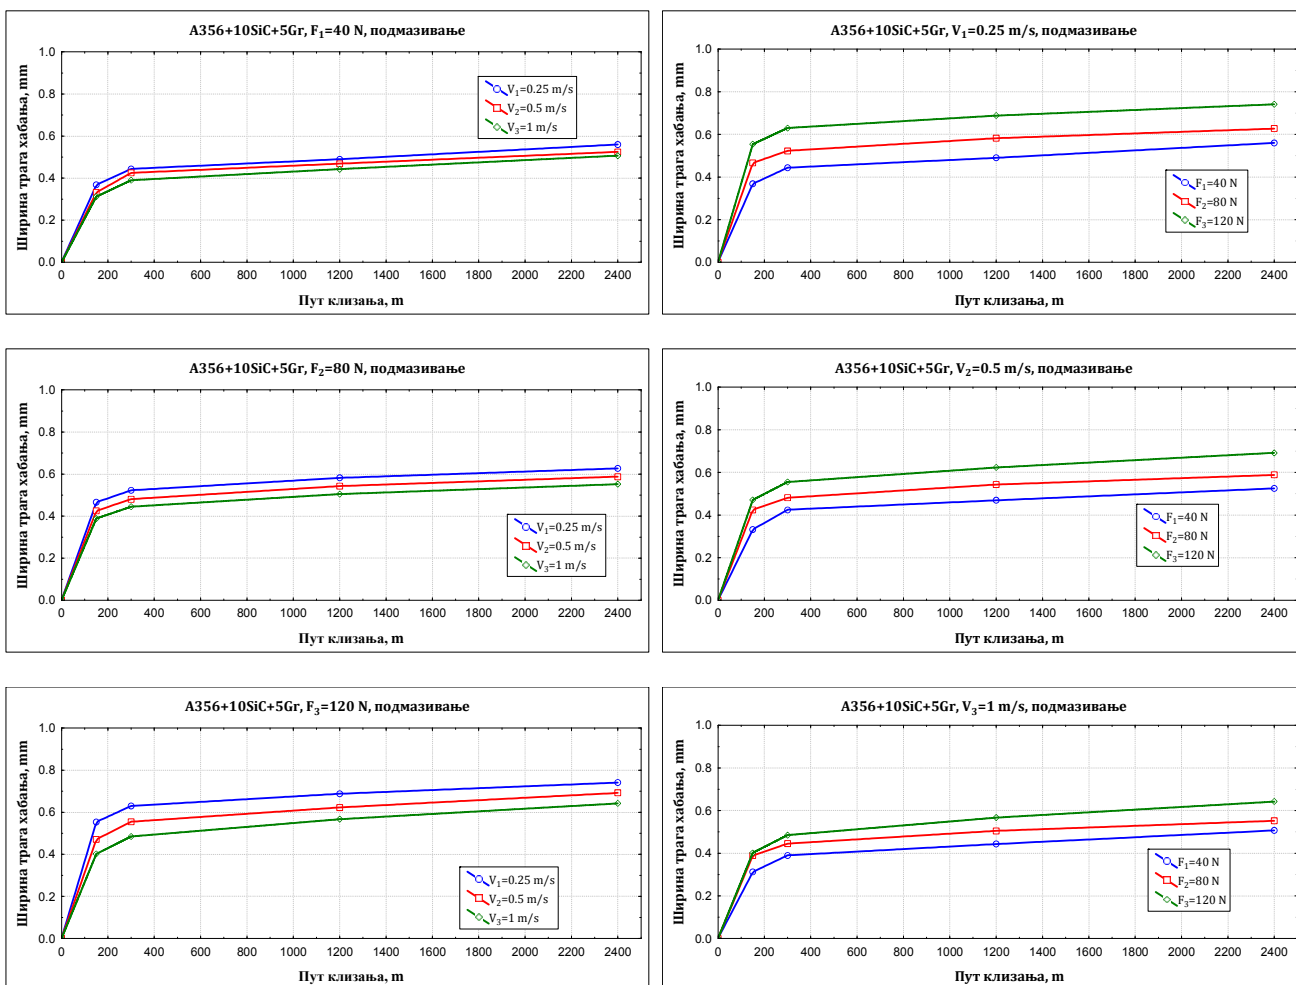 A356+10SiC+5Gr, F₁=40 N, подмазивање
Ширина трага хабања, mm
1.0
0.8
0.6
0.4
0.2
0.0
V₁=0.25 m/s
V₂=0.5 m/s
V₃=1 m/s
0 200 400 600 800 1000 1200 1400 1600 1800 2000 2200 2400
Пут клизања, m
A356+10SiC+5Gr, V₁=0.25 m/s, подмазивање
Ширина трага хабања, mm
1.0
0.8
0.6
0.4
0.2
0.0
F₁=40 N
F₂=80 N
F₃=120 N
0 200 400 600 800 1000 1200 1400 1600 1800 2000 2200 2400
Пут клизања, m
A356+10SiC+5Gr, F₂=80 N, подмазивање
Ширина трага хабања, mm
1.0
0.8
0.6
0.4
0.2
0.0
V₁=0.25 m/s
V₂=0.5 m/s
V₃=1 m/s
0 200 400 600 800 1000 1200 1400 1600 1800 2000 2200 2400
Пут клизања, m
A356+10SiC+5Gr, V₂=0.5 m/s, подмазивање
Ширина трага хабања, mm
1.0
0.8
0.6
0.4
0.2
0.0
F₁=40 N
F₂=80 N
F₃=120 N
0 200 400 600 800 1000 1200 1400 1600 1800 2000 2200 2400
Пут клизања, m
A356+10SiC+5Gr, F₃=120 N, подмазивање
Ширина трага хабања, mm
1.0
0.8
0.6
0.4
0.2
0.0
V₁=0.25 m/s
V₂=0.5 m/s
V₃=1 m/s
0 200 400 600 800 1000 1200 1400 1600 1800 2000 2200 2400
Пут клизања, m
A356+10SiC+5Gr, V₃=1 m/s, подмазивање
Ширина трага хабања, mm
1.0
0.8
0.6
0.4
0.2
0.0
F₁=40 N
F₂=80 N
F₃=120 N
0 200 400 600 800 1000 1200 1400 1600 1800 2000 2200 2400
Пут клизања, m